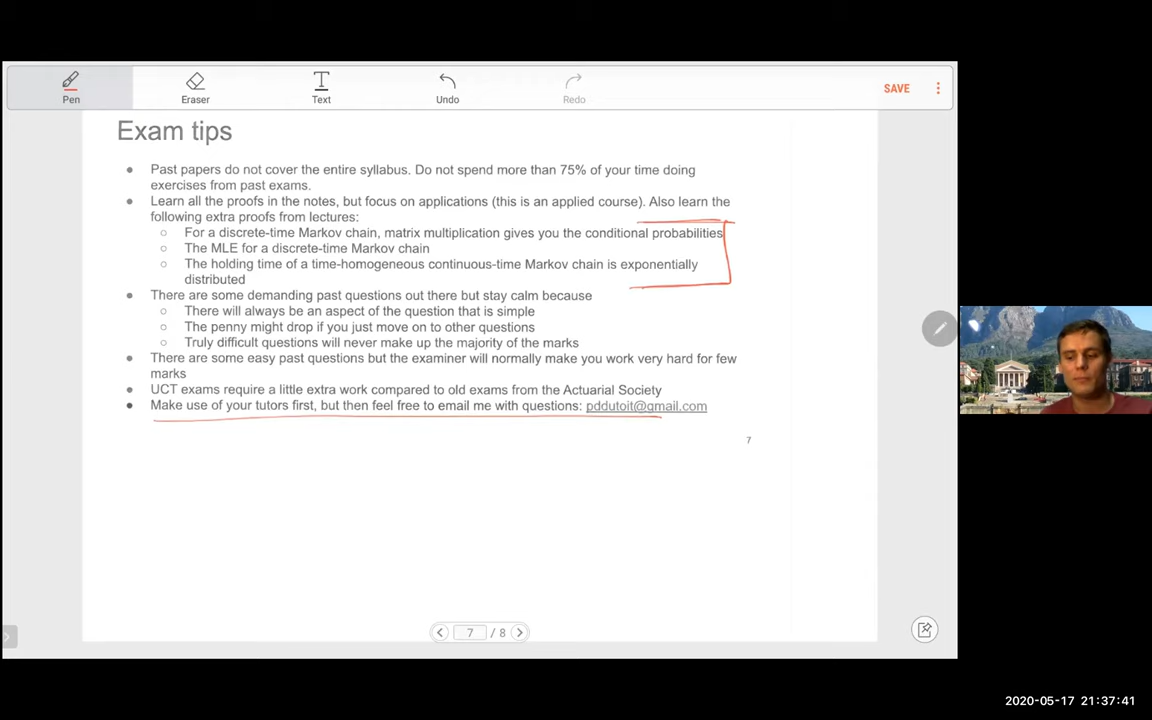 Pen
Eraser
Text
Undo
Redo
SAVE
Exam tips
● Past papers do not cover the entire syllabus. Do not spend more than 75% of your time doing
exercises from past exams.
● Learn all the proofs in the notes, but focus on applications (this is an applied course). Also learn the
following extra proofs from lectures:
○ For a discrete-time Markov chain, matrix multiplication gives you the conditional probabilities
○ The MLE for a discrete-time Markov chain
○ The holding time of a time-homogeneous continuous-time Markov chain is exponentially
distributed
● There are some demanding past questions out there but stay calm because
○ There will always be an aspect of the question that is simple
○ The penny might drop if you just move on to other questions
○ Truly difficult questions will never make up the majority of the marks
● There are some easy past questions but the examiner will normally make you work very hard for few
marks
● UCT exams require a little extra work compared to old exams from the Actuarial Society
● Make use of your tutors first, but then feel free to email me with questions: pddutoit@gmail.com
7
7 / 8
2020-05-17 21:37:41